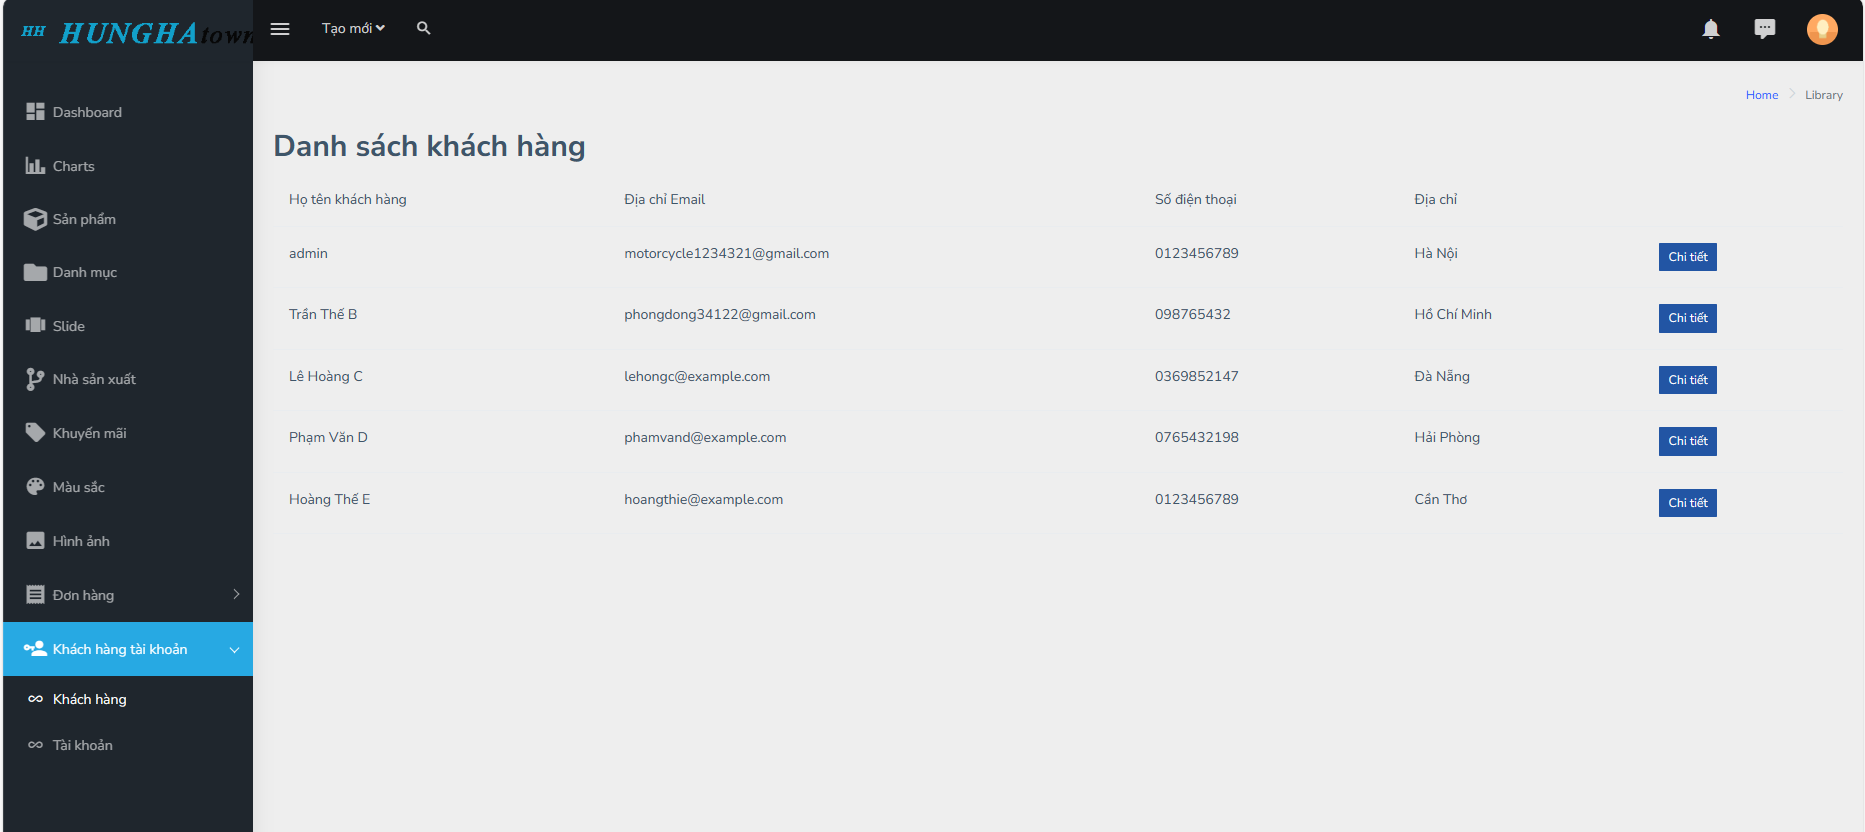 HH HUNGHAtown
Tạo mới
Home Library
Dashboard
Charts
Sản phẩm
Danh mục
Slide
Nhà sản xuất
Khuyến mãi
Màu sắc
Hình ảnh
Đơn hàng
Khách hàng tài khoản
Khách hàng
Tài khoản
Danh sách khách hàng
Họ tên khách hàng Địa chỉ Email Số điện thoại Địa chỉ
admin motorcycle1234321@gmail.com 0123456789 Hà Nội Chi tiết
Trần Thế B phongdong34122@gmail.com 098765432 Hồ Chí Minh Chi tiết
Lê Hoàng C lehongc@example.com 0369852147 Đà Nẵng Chi tiết
Phạm Văn D phamvand@example.com 0765432198 Hải Phòng Chi tiết
Hoàng Thế E hoangthie@example.com 0123456789 Cần Thơ Chi tiết